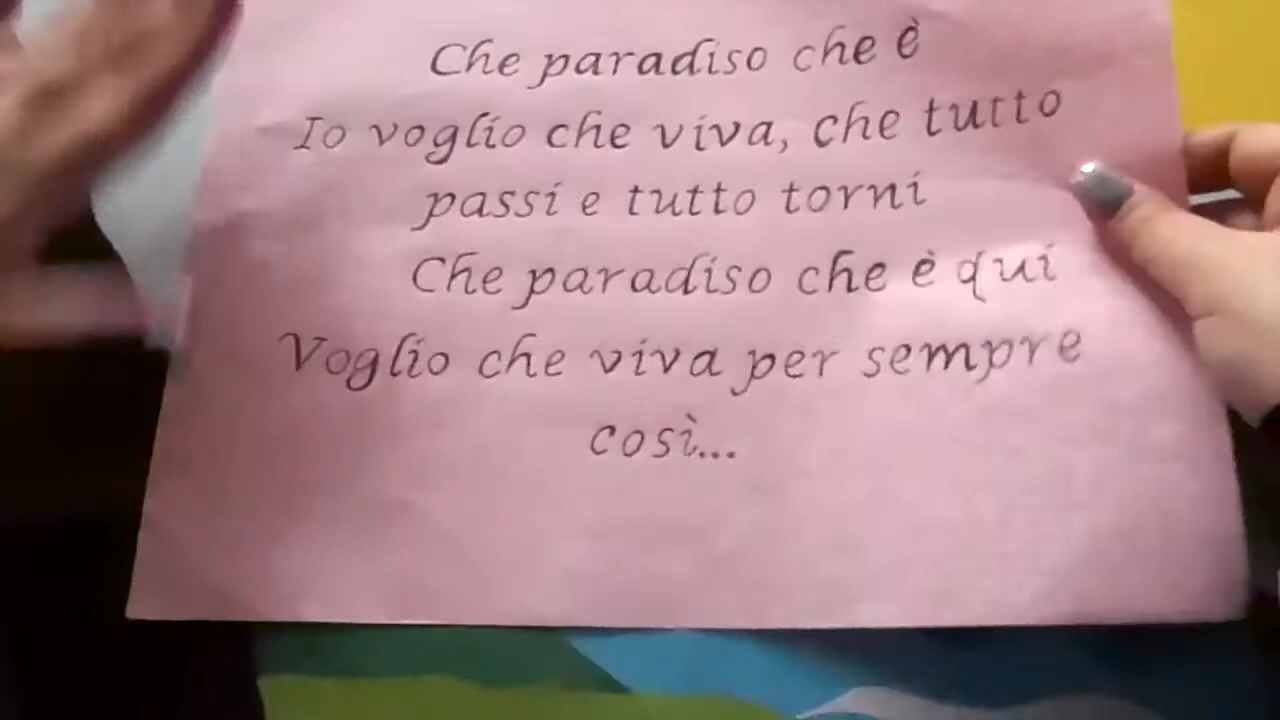 Che paradiso che è
Io voglio che viva, che tutto
passi e tutto torni
Che paradiso che è qui
Voglio che viva per sempre
così...